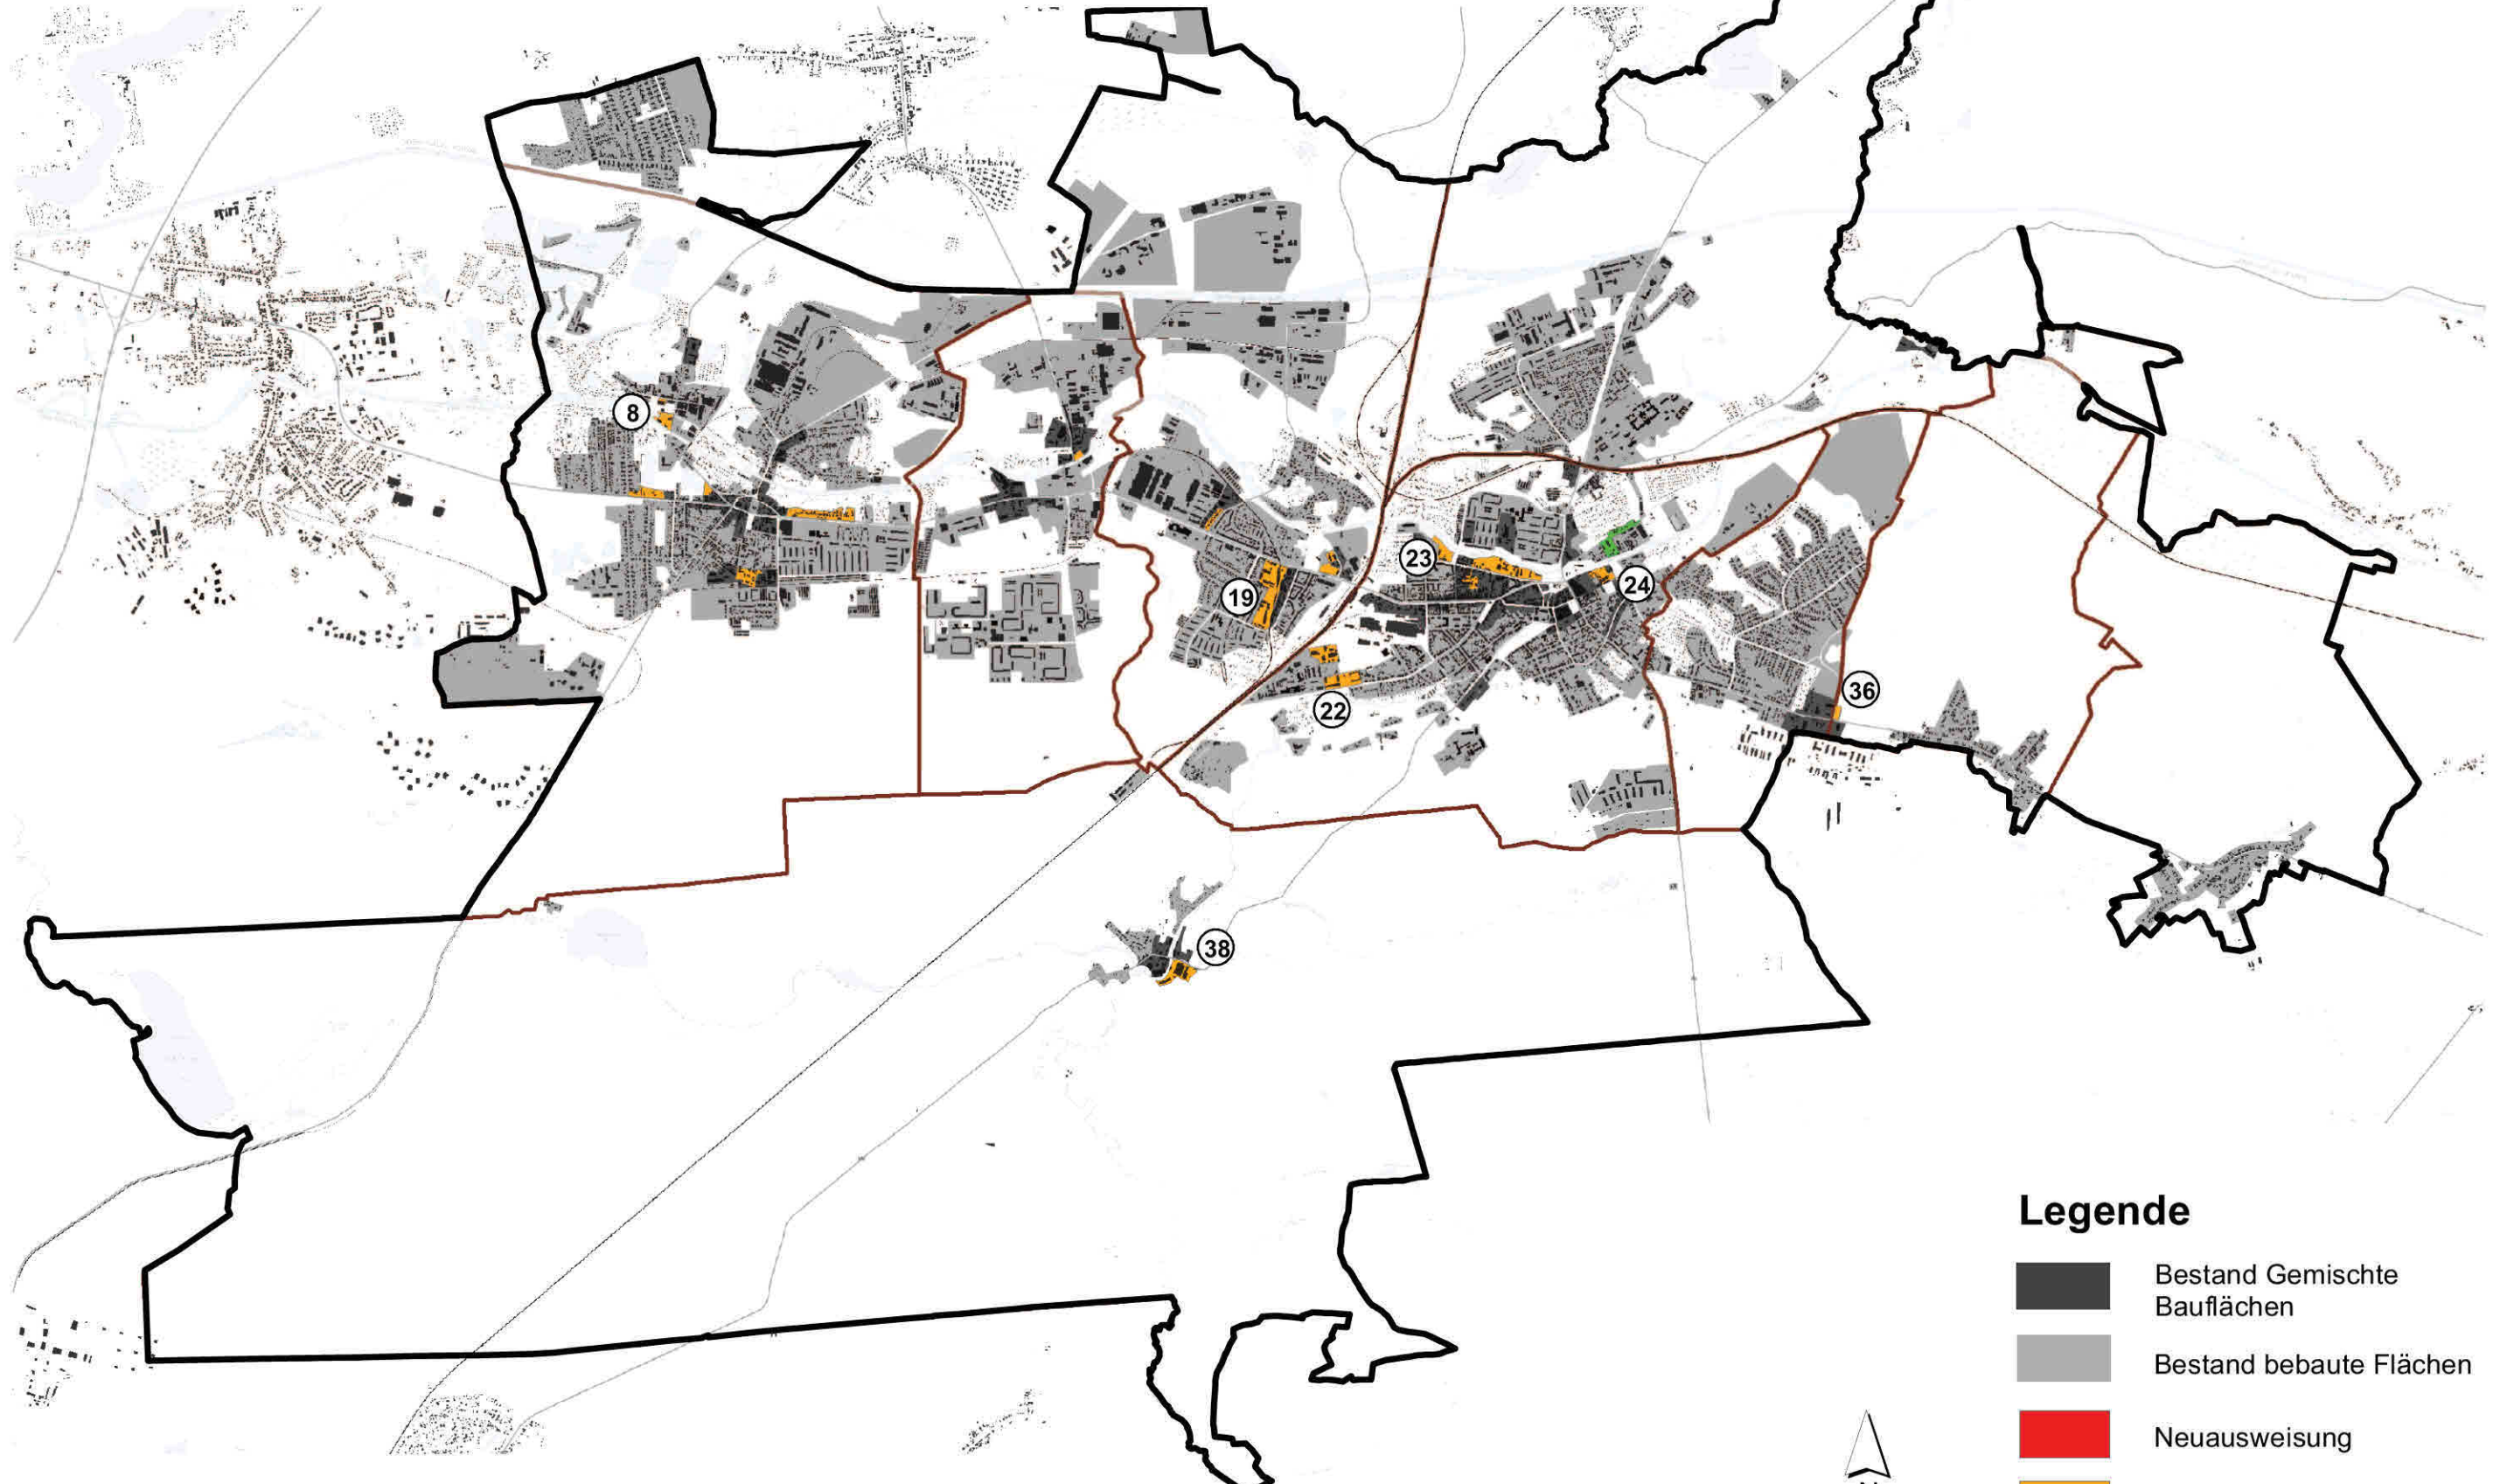 8
23
24
19
36
22
38
Legende
Bestand Gemischte
Bauflächen
Bestand bebaute Flächen
Neuausweisung